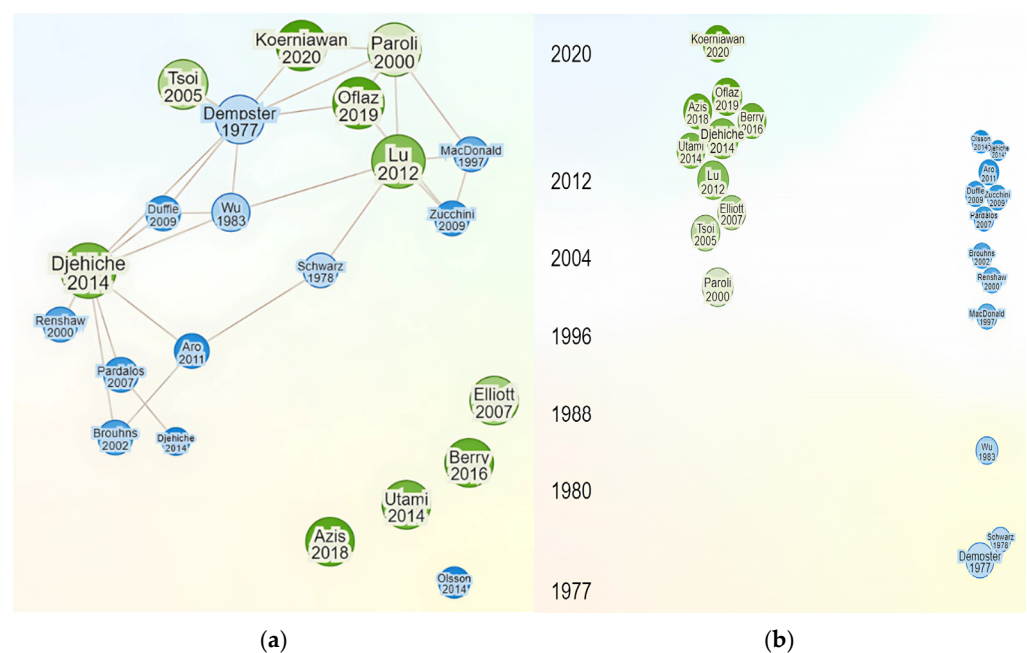 Koerniawan
2020
Paroli
2000
Tsoi
2005
Oflaz
2019
Dempster
1977
Lu
2012
MacDonald
1997
Duffie
2009
Wu
1983
Zucchini
2009
Djehiche
2014
Schwarz
1978
Renshaw
2000
Aro
2011
Pardalos
2007
Elliott
2007
Brouhns
2002
Djehiche
2014
Berry
2016
Utami
2014
Azis
2018
Olsson
2014
(a)
2020
2012
2004
1996
1988
1980
1977
Koerniawan
2020
Oflaz
2019
Azis
2018
Berry
2016
Djehiche
2014
Utami
2014
Lu
2012
Elliott
2007
Tsoi
2005
Paroli
2000
Olsson
2014
Djehiche
2014
Aro
2011
Duffie
2009
Zucchini
2009
Pardalos
2007
Brouhns
2002
Renshaw
2000
MacDonald
1997
Wu
1983
Schwarz
1978
Dempster
1977
(b)